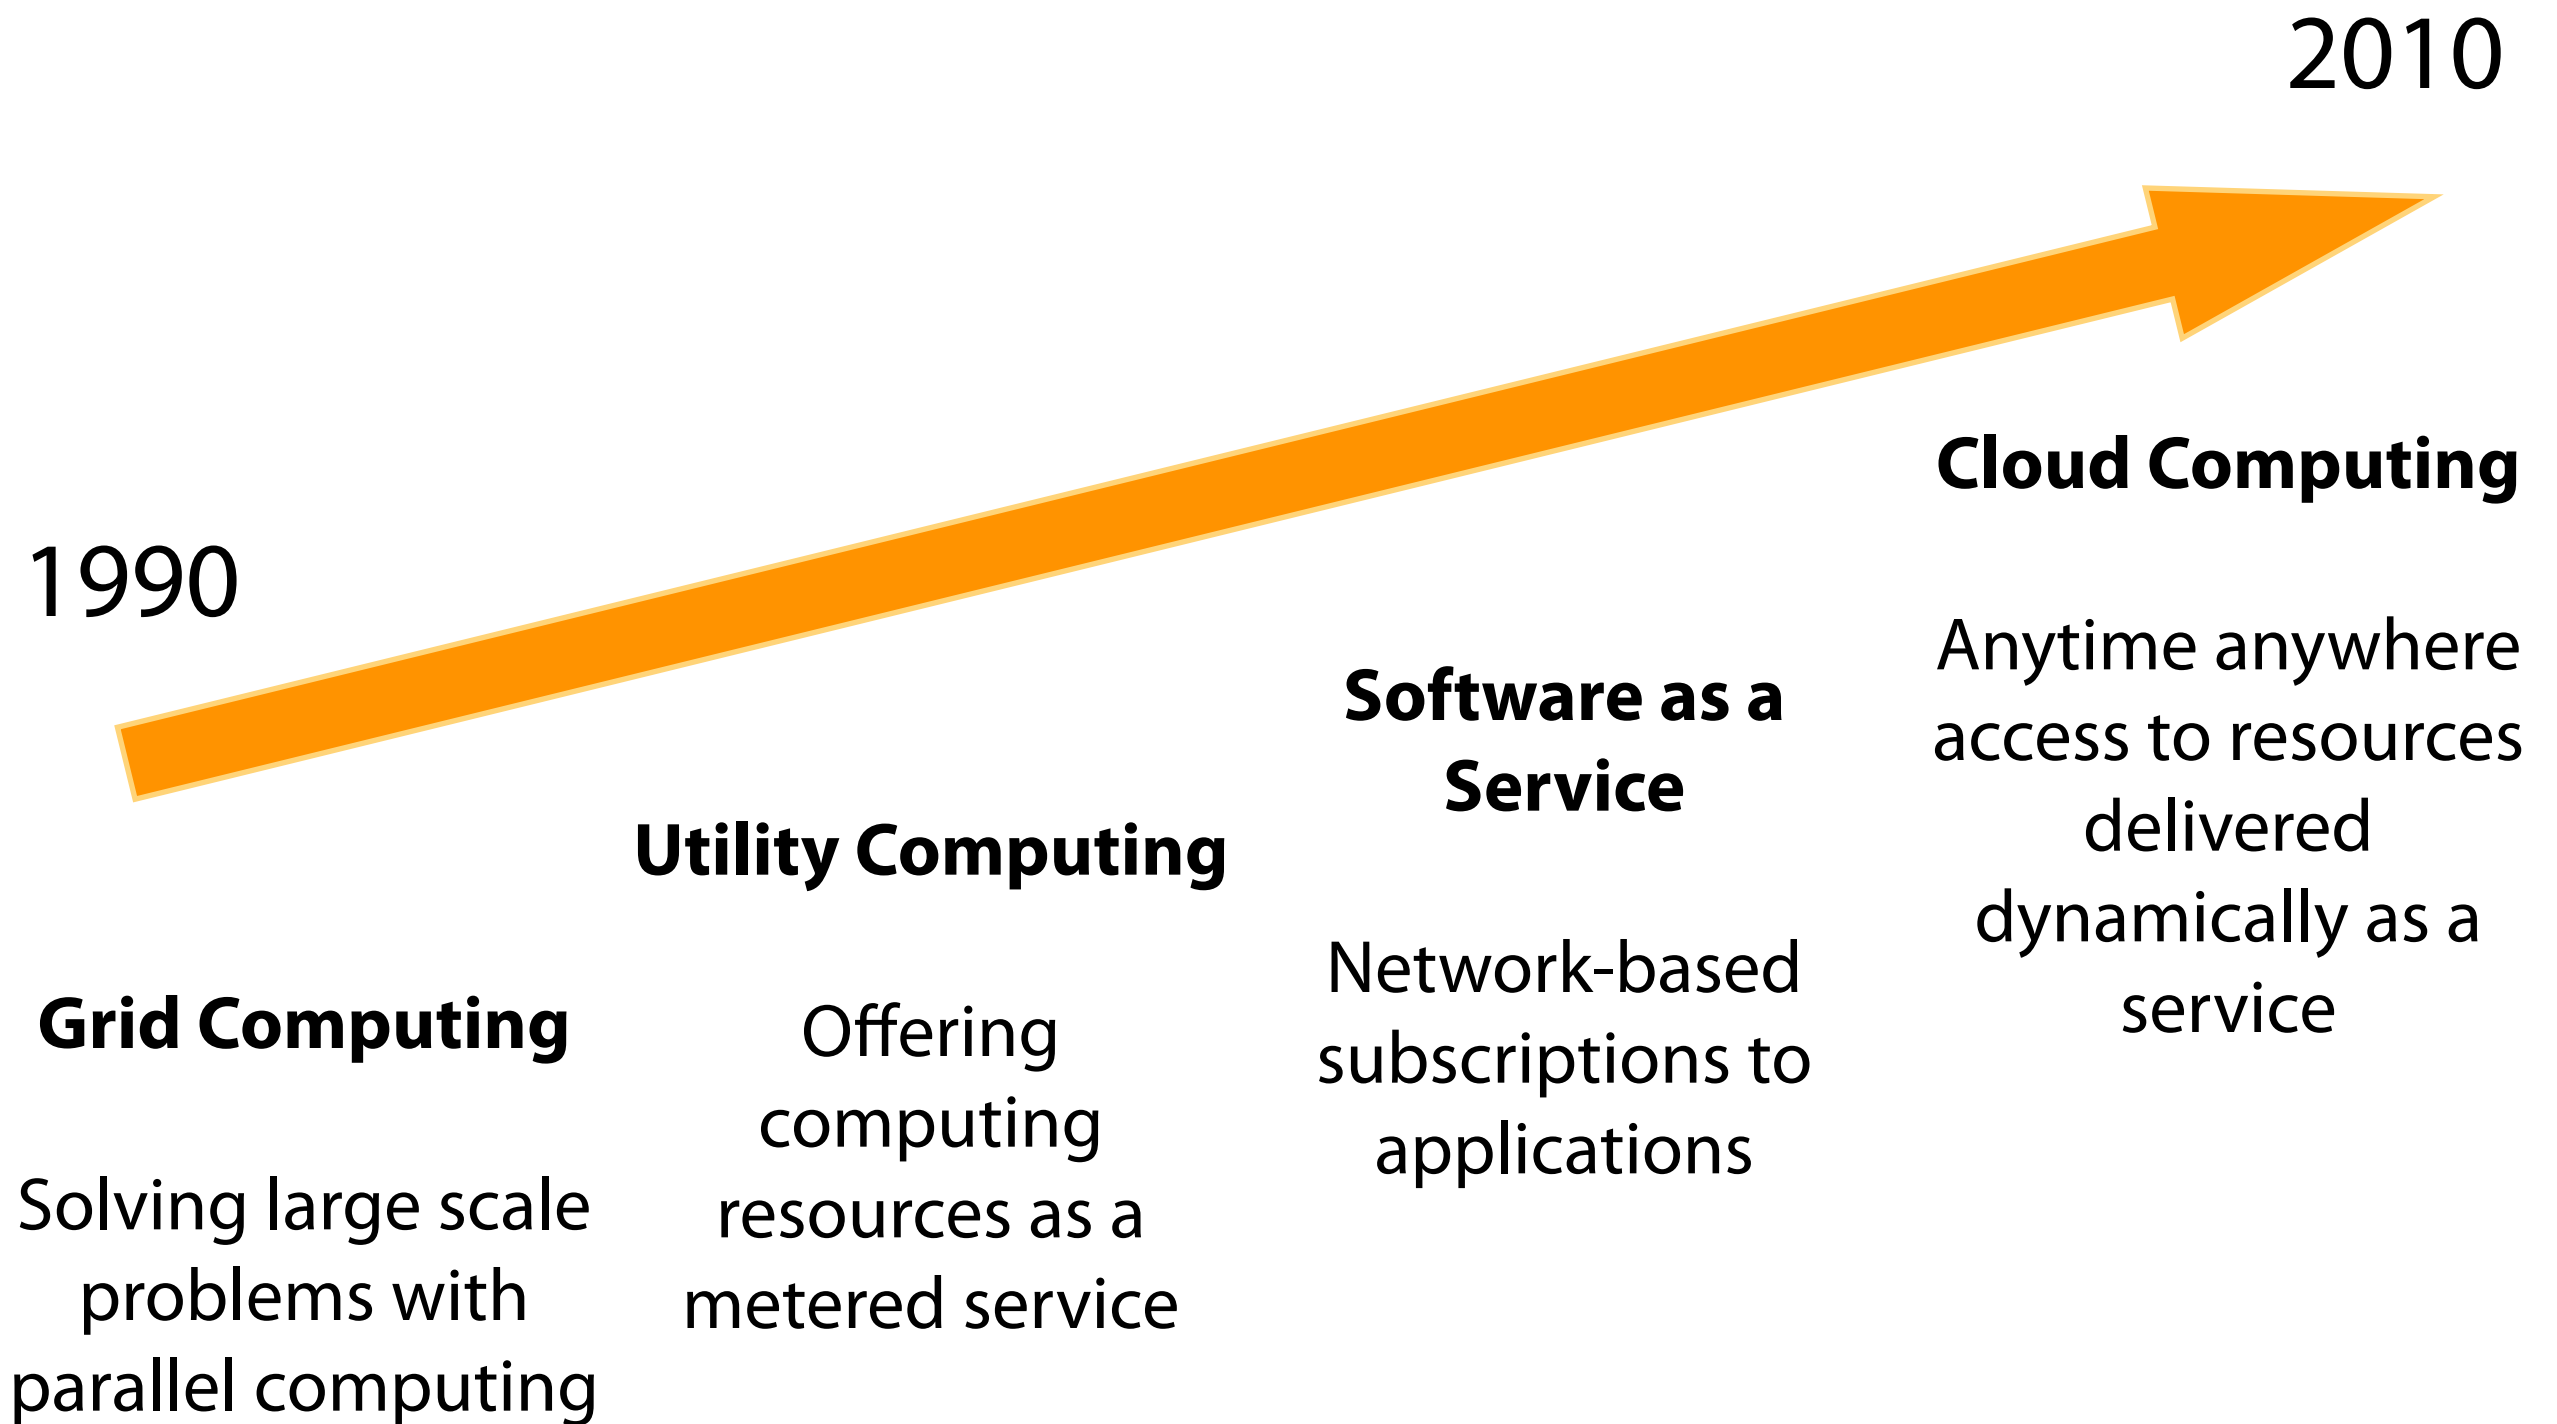 2010
1990
Grid Computing
Solving large scale
problems with
parallel computing
Utility Computing
Offering
computing
resources as a
metered service
Software as a
Service
Network-based
subscriptions to
applications
Cloud Computing
Anytime anywhere
access to resources
delivered
dynamically as a
service